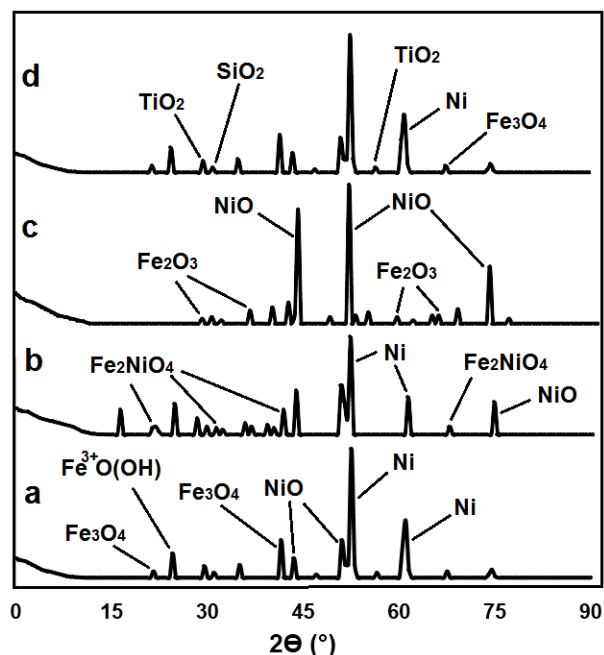 d
TiO₂
SiO₂
TiO₂
Ni
Fe₃O₄
c
NiO
NiO
Fe₂O₃
Fe₂O₃
b
Fe₂NiO₄
Ni
Fe₂NiO₄
NiO
a
Fe³⁺O(OH)
Fe₃O₄
Fe₃O₄
NiO
Ni
Ni
0 15 30 45 60 75 90
2Θ (°)